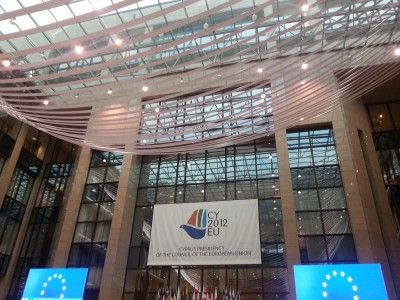 CY
2012
EU
CYPRUS PRESIDENCY
OF THE COUNCIL OF THE EUROPEAN UNION